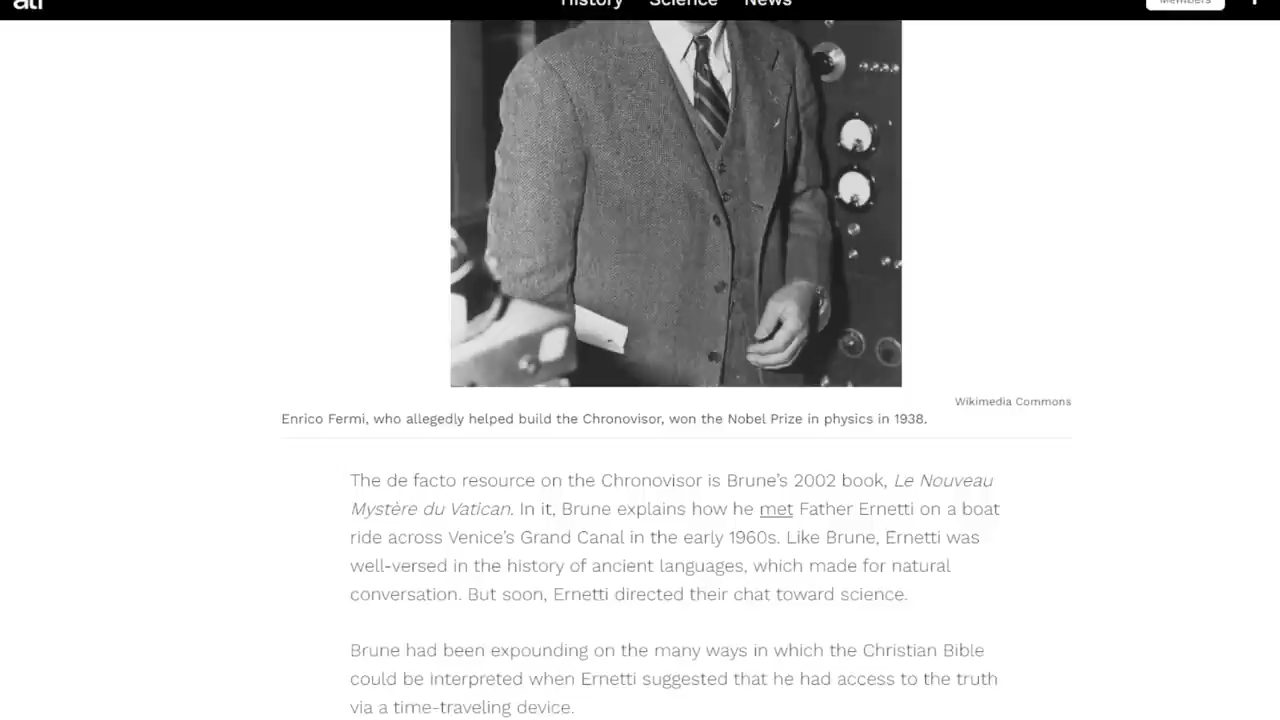 ati
History Science News
Members
Wikimedia Commons
Enrico Fermi, who allegedly helped build the Chronovisor, won the Nobel Prize in physics in 1938.
The de facto resource on the Chronovisor is Brune’s 2002 book, Le Nouveau
Mystère du Vatican. In it, Brune explains how he met Father Ernetti on a boat
ride across Venice’s Grand Canal in the early 1960s. Like Brune, Ernetti was
well-versed in the history of ancient languages, which made for natural
conversation. But soon, Ernetti directed their chat toward science.
Brune had been expounding on the many ways in which the Christian Bible
could be interpreted when Ernetti suggested that he had access to the truth
via a time-traveling device.